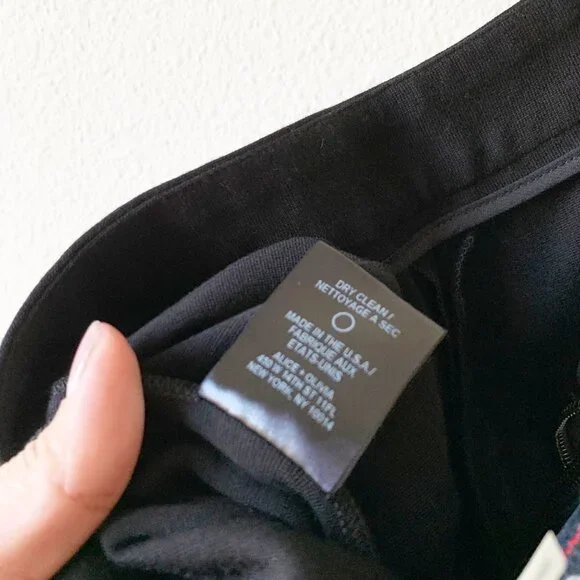 DRY CLEAN /
NETTOYAGE A SEC
MADE IN THE U.S.A./
FABRIQUE AUX
ETATS-UNIS
ALICE + OLIVIA
450 W 14TH ST 11FL
NEW YORK, NY 10014